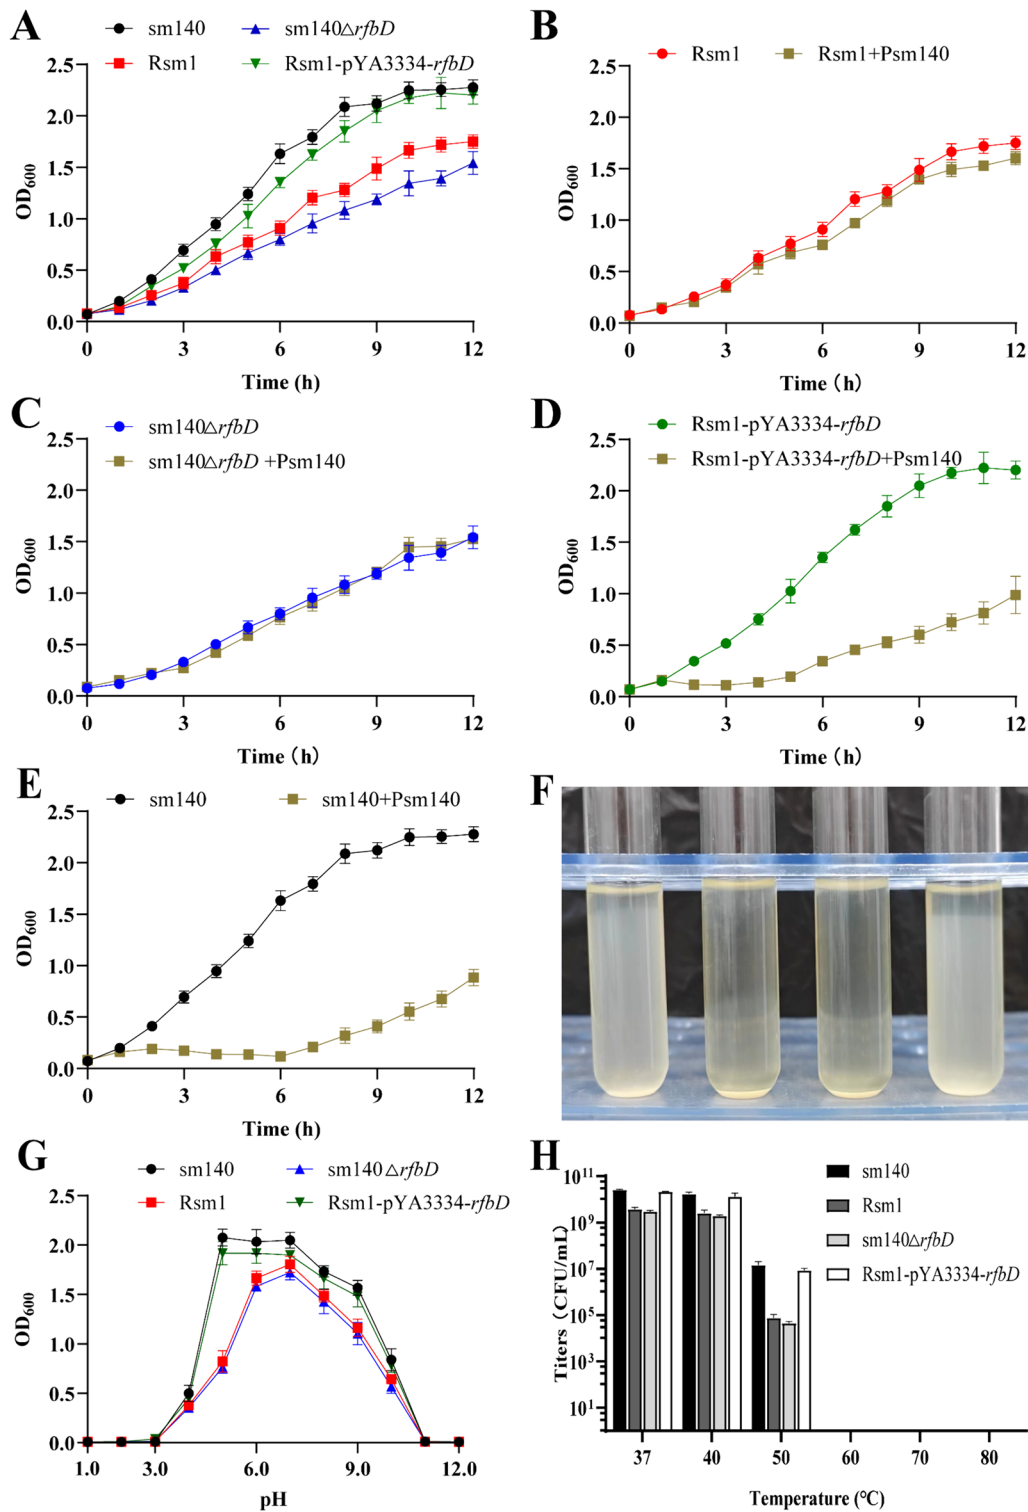 A
sm140
sm140△rfbD
Rsm1
Rsm1-pYA3334-rfbD
OD600
2.5
2.0
1.5
1.0
0.5
0.0
0 3 6 9 12
Time (h)
B
Rsm1
Rsm1+Psm140
OD600
2.5
2.0
1.5
1.0
0.5
0.0
0 3 6 9 12
Time (h)
C
sm140△rfbD
sm140△rfbD +Psm140
OD600
2.5
2.0
1.5
1.0
0.5
0.0
0 3 6 9 12
Time (h)
D
Rsm1-pYA3334-rfbD
Rsm1-pYA3334-rfbD+Psm140
OD600
2.5
2.0
1.5
1.0
0.5
0.0
0 3 6 9 12
Time (h)
E
sm140
sm140+Psm140
OD600
2.5
2.0
1.5
1.0
0.5
0.0
0 3 6 9 12
Time (h)
F
G
sm140
sm140△rfbD
Rsm1
Rsm1-pYA3334-rfbD
OD600
2.5
2.0
1.5
1.0
0.5
0.0
1.0 3.0 6.0 9.0 12.0
pH
H
sm140
Rsm1
sm140△rfbD
Rsm1-pYA3334-rfbD
Titers (CFU/mL)
10^11
10^9
10^7
10^5
10^3
10^1
37 40 50 60 70 80
Temperature (℃)